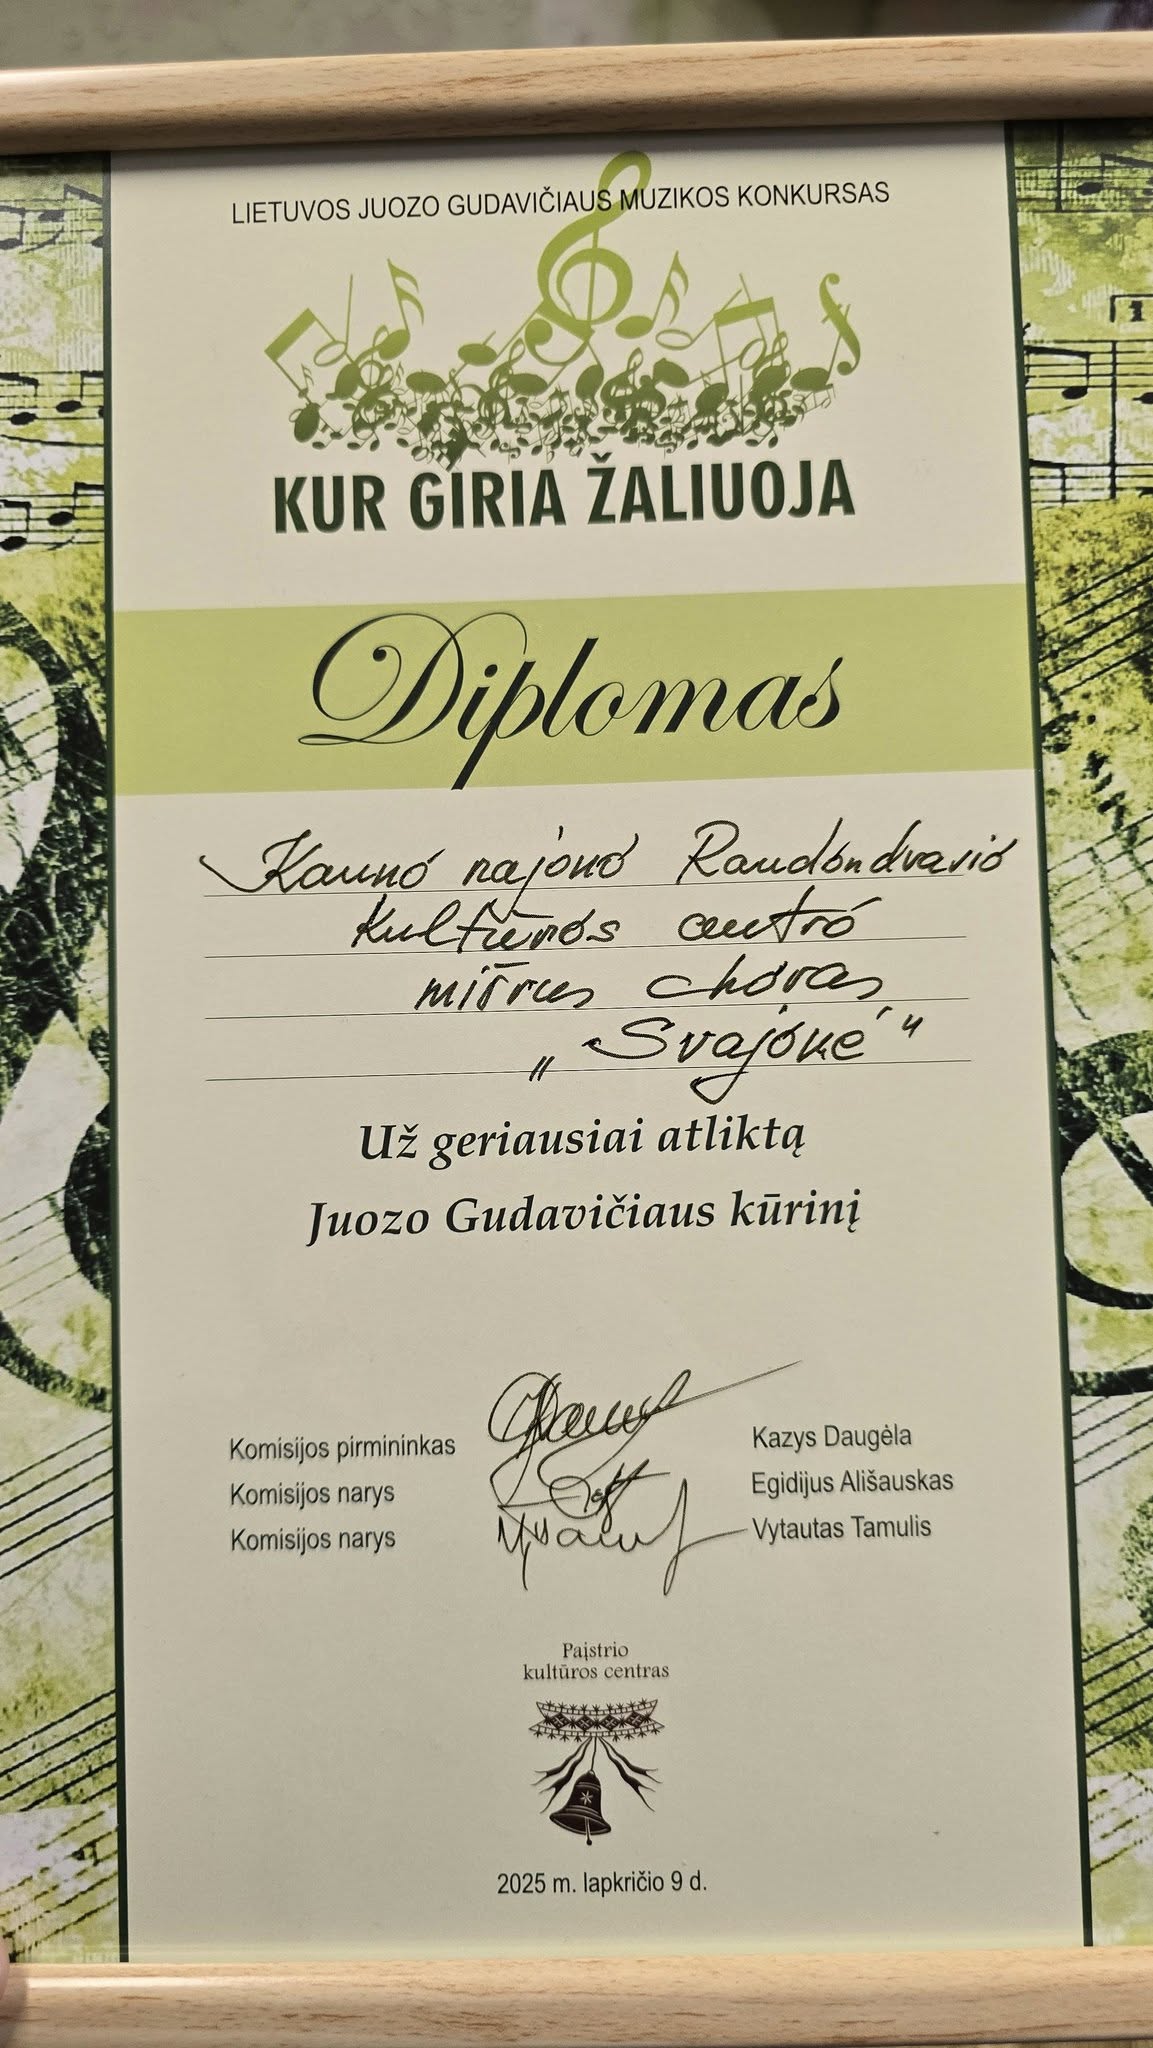 LIETUVOS JUOZO GUDAVIČIAUS MUZIKOS KONKURSAS
KUR GIRIA ŽALIUOJA
Diplomas
Kauno rajono Raudondvario
kultūros centro
mišrus choras
„Svajonė"
Už geriausiai atliktą
Juozo Gudavičiaus kūrinį
Komisijos pirmininkas Kazys Daugėla
Komisijos narys Egidijus Ališauskas
Komisijos narys Vytautas Tamulis
Paįstrio
kultūros centras
2025 m. lapkričio 9 d.